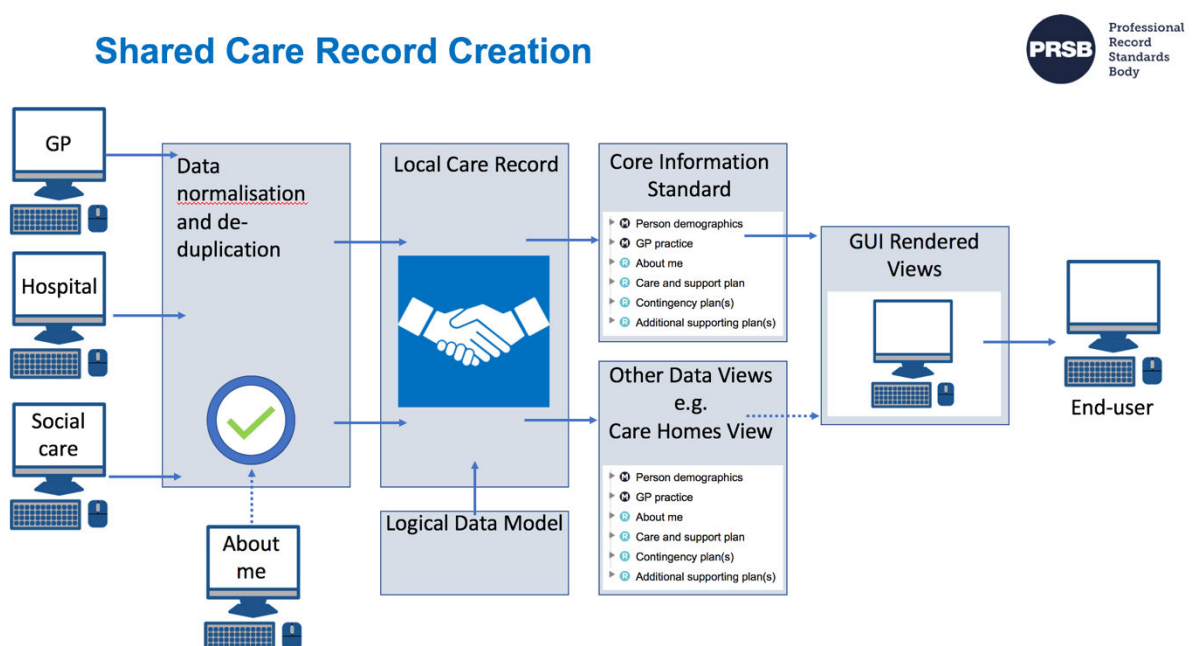 Shared Care Record Creation
PRSB
Professional
Record
Standards
Body
GP
Hospital
Social
care
About
me
Data
normalisation
and de-
duplication
Local Care Record
Logical Data Model
Core Information
Standard
M Person demographics
M GP practice
R About me
R Care and support plan
R Contingency plan(s)
R Additional supporting plan(s)
Other Data Views
e.g.
Care Homes View
M Person demographics
M GP practice
R About me
R Care and support plan
R Contingency plan(s)
R Additional supporting plan(s)
GUI Rendered
Views
End-user